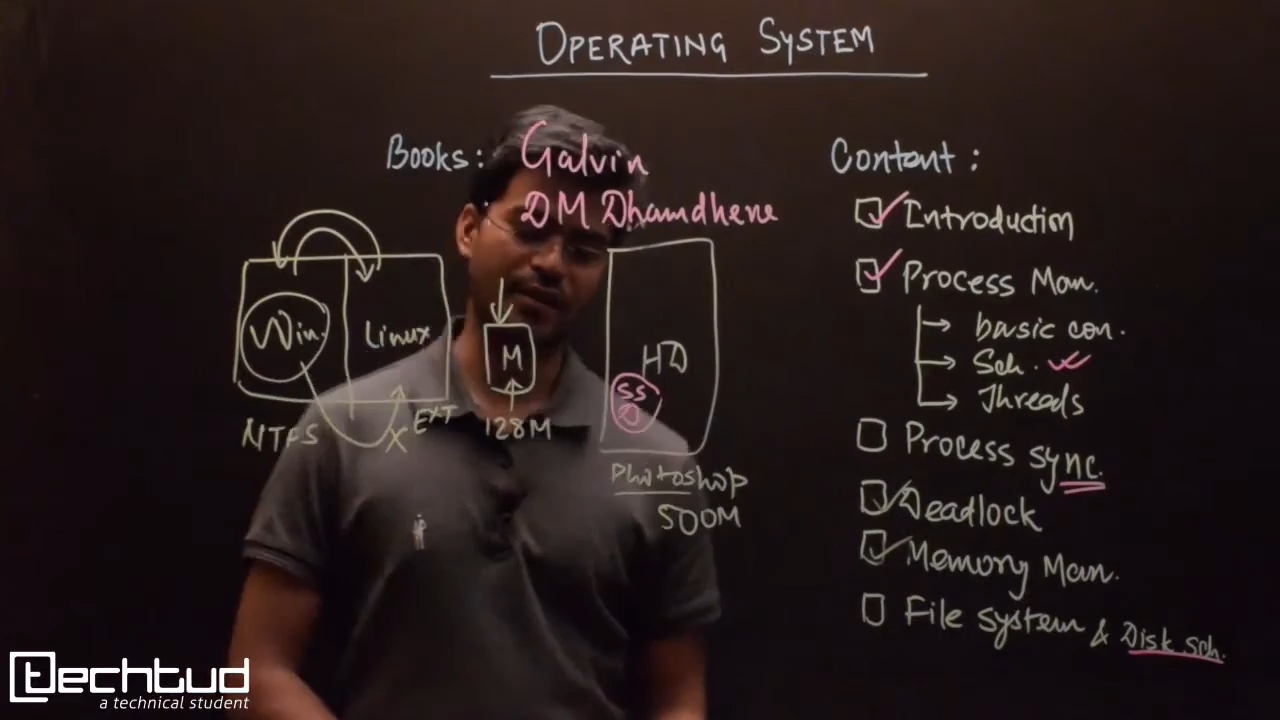 OPERATING SYSTEM
Books: Galvin
DM Dhamdhene
Win.
Linux
NTFS
EXT
X
M
128M
HD
SS
D
Photoshop
500M
Content:
Introduction
Process Man.
basic con.
Sch.
Threads
Process sync.
Deadlock
Memory Man.
File system & Disk sch.
techtud
a technical student